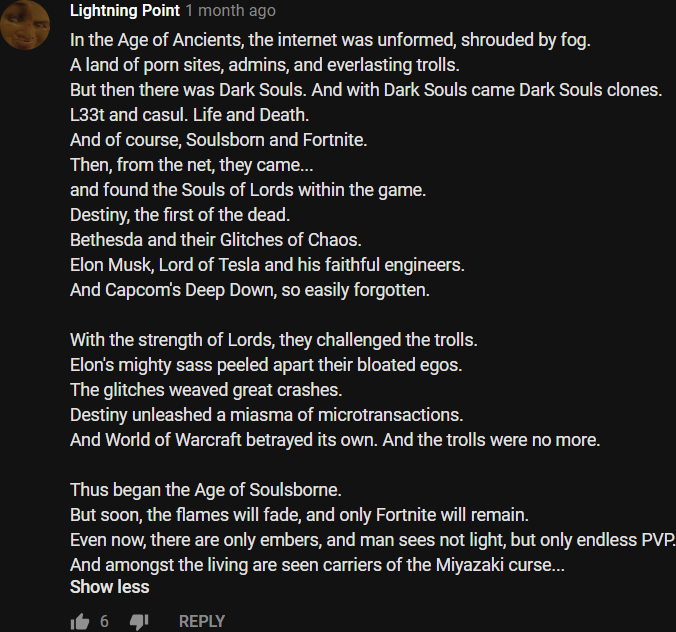 Lightning Point 1 month ago
In the Age of Ancients, the internet was unformed, shrouded by fog.
A land of porn sites, admins, and everlasting trolls.
But then there was Dark Souls. And with Dark Souls came Dark Souls clones.
L33t and casul. Life and Death.
And of course, Soulsborn and Fortnite.
Then, from the net, they came...
and found the Souls of Lords within the game.
Destiny, the first of the dead.
Bethesda and their Glitches of Chaos.
Elon Musk, Lord of Tesla and his faithful engineers.
And Capcom's Deep Down, so easily forgotten.
With the strength of Lords, they challenged the trolls.
Elon's mighty sass peeled apart their bloated egos.
The glitches weaved great crashes.
Destiny unleashed a miasma of microtransactions.
And World of Warcraft betrayed its own. And the trolls were no more.
Thus began the Age of Soulsborne.
But soon, the flames will fade, and only Fortnite will remain.
Even now, there are only embers, and man sees not light, but only endless PVP.
And amongst the living are seen carriers of the Miyazaki curse...
Show less
6 REPLY